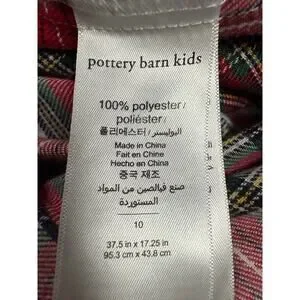 pottery barn kids
100% polyester/
poliéster/
폴리에스터/البوليستر
Made in China
Fait en Chine
Hecho en China
중국 제조
صنع في الصين من المواد
المستوردة
10
37.5 in x 17.25 in
95.3 cm x 43.8 cm